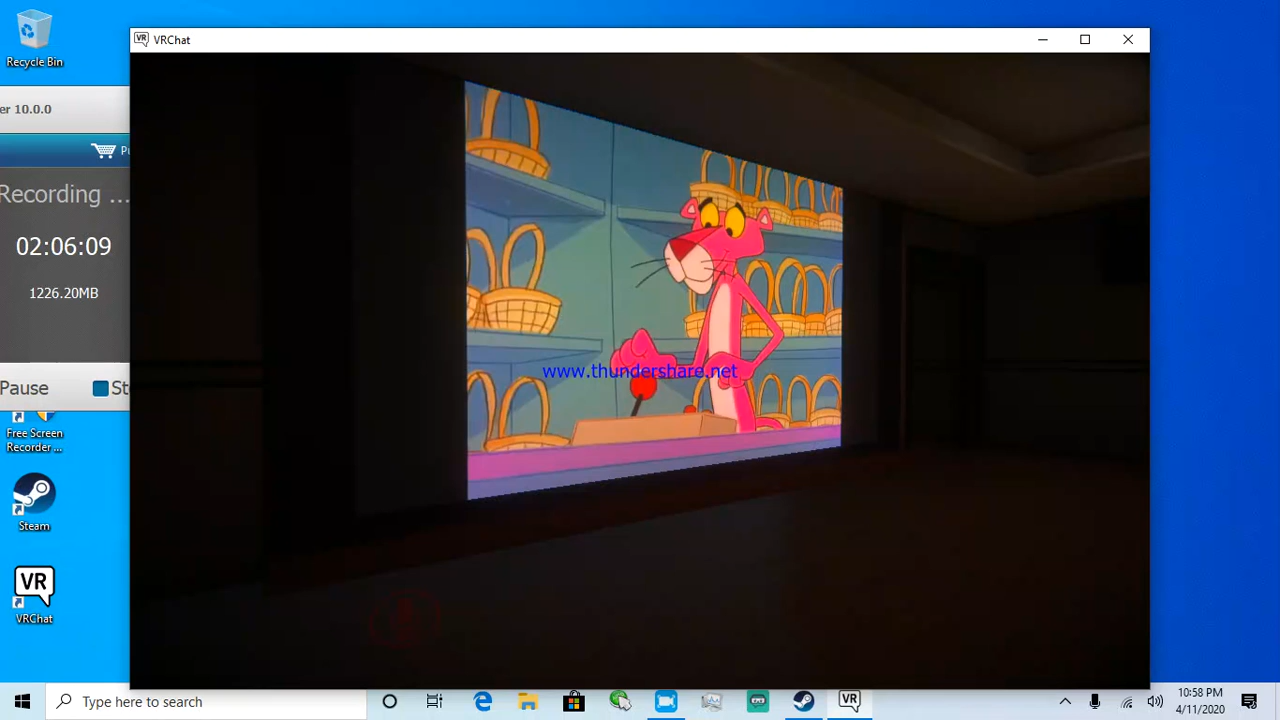 Recycle Bin
VRChat
er 10.0.0
Recording ...
02:06:09
1226.20MB
Pause
Free Screen
Recorder ...
Steam
VR
VRChat
www.thundershare.net
Type here to search
10:58 PM
4/11/2020